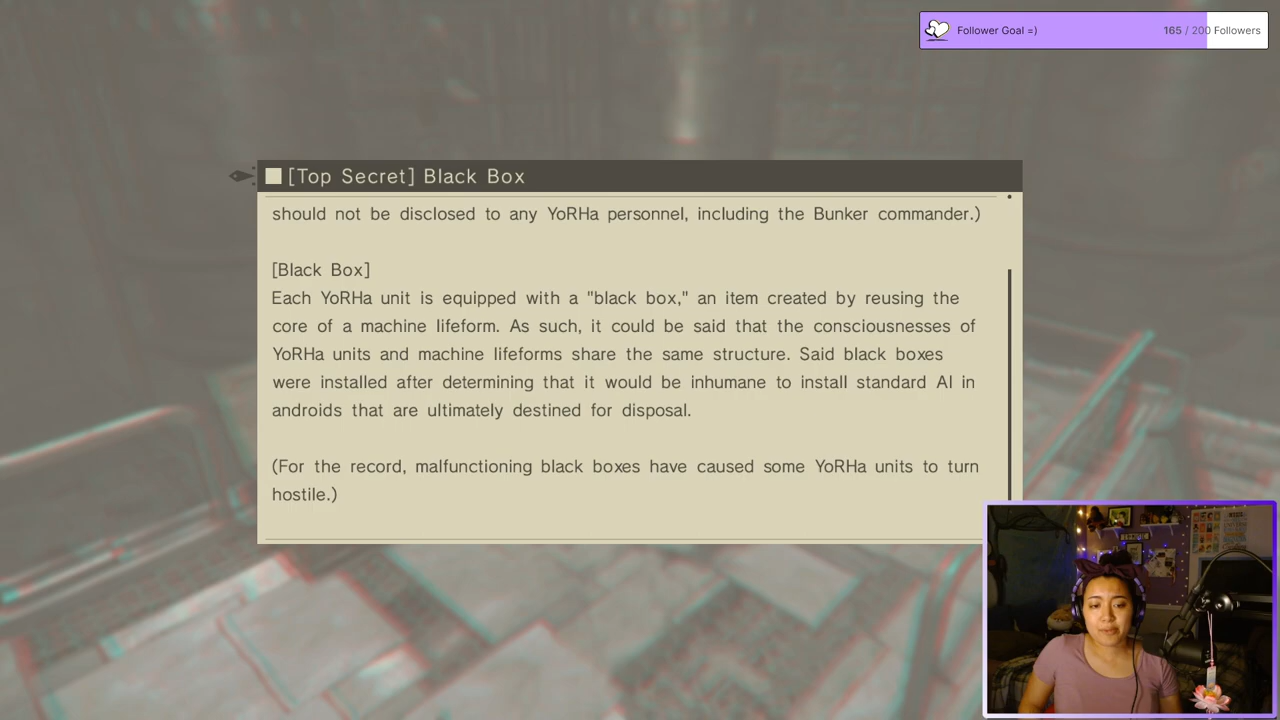 Follower Goal =)
165 / 200 Followers
[Top Secret] Black Box
should not be disclosed to any YoRHa personnel, including the Bunker commander.)
[Black Box]
Each YoRHa unit is equipped with a "black box," an item created by reusing the
core of a machine lifeform. As such, it could be said that the consciousnesses of
YoRHa units and machine lifeforms share the same structure. Said black boxes
were installed after determining that it would be inhumane to install standard AI in
androids that are ultimately destined for disposal.
(For the record, malfunctioning black boxes have caused some YoRHa units to turn
hostile.)